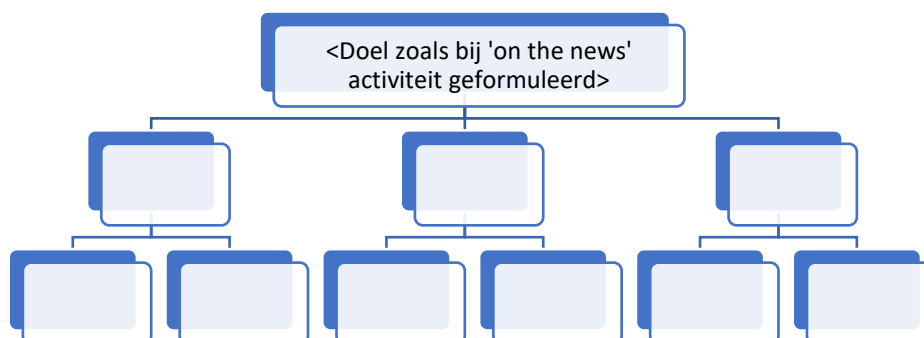 <Doel zoals bij 'on the news'
activiteit geformuleerd>